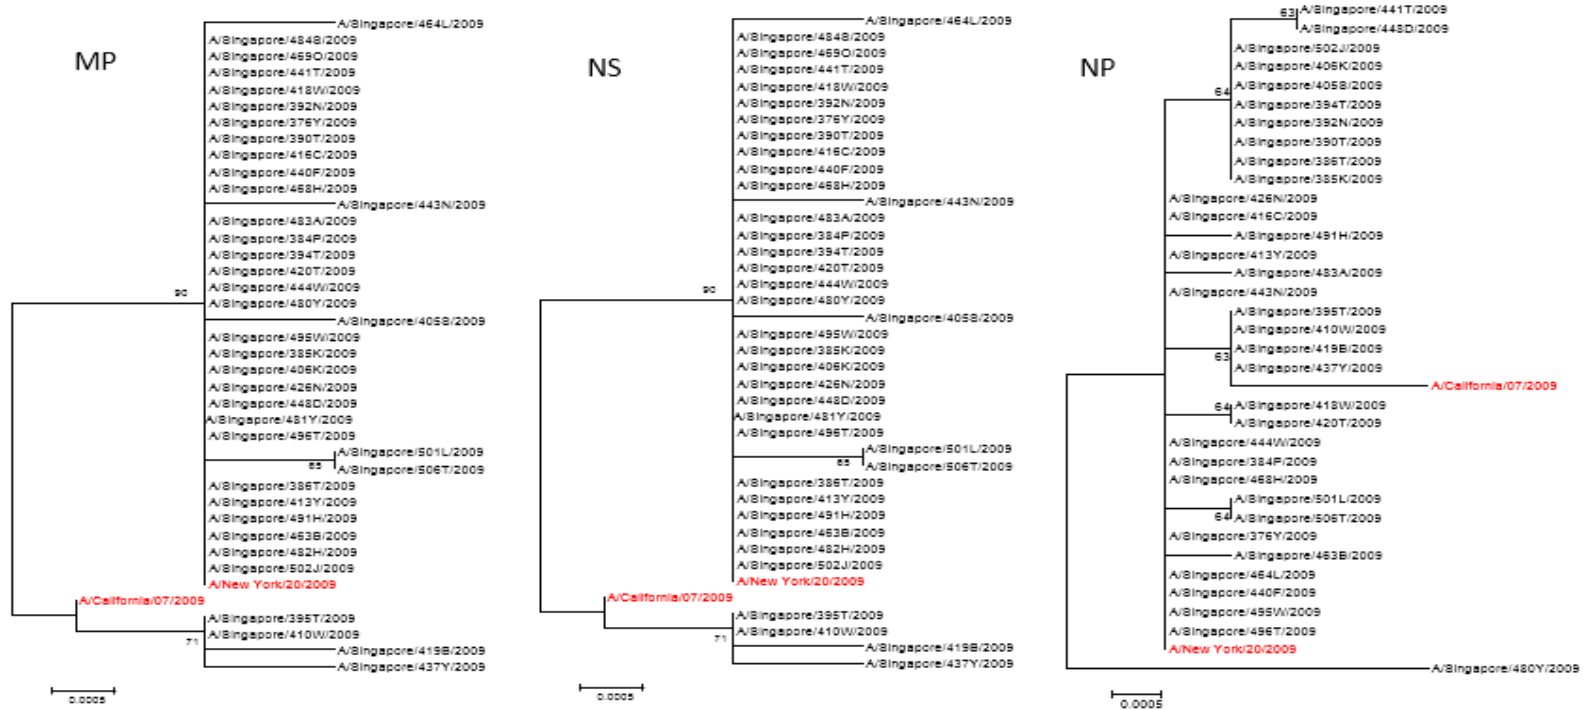 MP
A/Singapore/464L/2009
A/Singapore/484S/2009
A/Singapore/469O/2009
A/Singapore/441T/2009
A/Singapore/418W/2009
A/Singapore/392N/2009
A/Singapore/376Y/2009
A/Singapore/390T/2009
A/Singapore/416C/2009
A/Singapore/440F/2009
A/Singapore/468H/2009
A/Singapore/443N/2009
A/Singapore/483A/2009
A/Singapore/384P/2009
A/Singapore/394T/2009
A/Singapore/420T/2009
A/Singapore/444W/2009
90
A/Singapore/480Y/2009
A/Singapore/405S/2009
A/Singapore/495W/2009
A/Singapore/385K/2009
A/Singapore/406K/2009
A/Singapore/426N/2009
A/Singapore/448D/2009
A/Singapore/481Y/2009
A/Singapore/496T/2009
A/Singapore/501L/2009
A/Singapore/506T/2009
A/Singapore/386T/2009
A/Singapore/413Y/2009
A/Singapore/491H/2009
A/Singapore/463B/2009
A/Singapore/482H/2009
A/Singapore/502J/2009
A/New York/20/2009
A/California/07/2009
A/Singapore/395T/2009
A/Singapore/410W/2009
71
A/Singapore/419B/2009
A/Singapore/437Y/2009
0.0005
NS
A/Singapore/464L/2009
A/Singapore/484S/2009
A/Singapore/469O/2009
A/Singapore/441T/2009
A/Singapore/418W/2009
A/Singapore/392N/2009
A/Singapore/376Y/2009
A/Singapore/390T/2009
A/Singapore/416C/2009
A/Singapore/440F/2009
A/Singapore/468H/2009
A/Singapore/443N/2009
A/Singapore/483A/2009
A/Singapore/384P/2009
A/Singapore/394T/2009
A/Singapore/420T/2009
A/Singapore/444W/2009
90
A/Singapore/480Y/2009
A/Singapore/405S/2009
A/Singapore/495W/2009
A/Singapore/385K/2009
A/Singapore/406K/2009
A/Singapore/426N/2009
A/Singapore/448D/2009
A/Singapore/481Y/2009
A/Singapore/496T/2009
A/Singapore/501L/2009
A/Singapore/506T/2009
A/Singapore/386T/2009
A/Singapore/413Y/2009
A/Singapore/491H/2009
A/Singapore/463B/2009
A/Singapore/482H/2009
A/Singapore/502J/2009
A/New York/20/2009
A/California/07/2009
A/Singapore/395T/2009
A/Singapore/410W/2009
71
A/Singapore/419B/2009
A/Singapore/437Y/2009
0.0005
NP
63
A/Singapore/441T/2009
A/Singapore/448D/2009
A/Singapore/502J/2009
A/Singapore/406K/2009
64
A/Singapore/405S/2009
A/Singapore/394T/2009
A/Singapore/392N/2009
A/Singapore/390T/2009
A/Singapore/386T/2009
A/Singapore/385K/2009
A/Singapore/426N/2009
A/Singapore/416C/2009
A/Singapore/491H/2009
A/Singapore/413Y/2009
A/Singapore/483A/2009
A/Singapore/443N/2009
A/Singapore/395T/2009
A/Singapore/410W/2009
A/Singapore/419B/2009
63
A/Singapore/437Y/2009
A/California/07/2009
64
A/Singapore/418W/2009
A/Singapore/420T/2009
A/Singapore/444W/2009
A/Singapore/384P/2009
A/Singapore/468H/2009
A/Singapore/501L/2009
64
A/Singapore/506T/2009
A/Singapore/376Y/2009
A/Singapore/463B/2009
A/Singapore/464L/2009
A/Singapore/440F/2009
A/Singapore/495W/2009
A/Singapore/496T/2009
A/New York/20/2009
A/Singapore/480Y/2009
0.0005